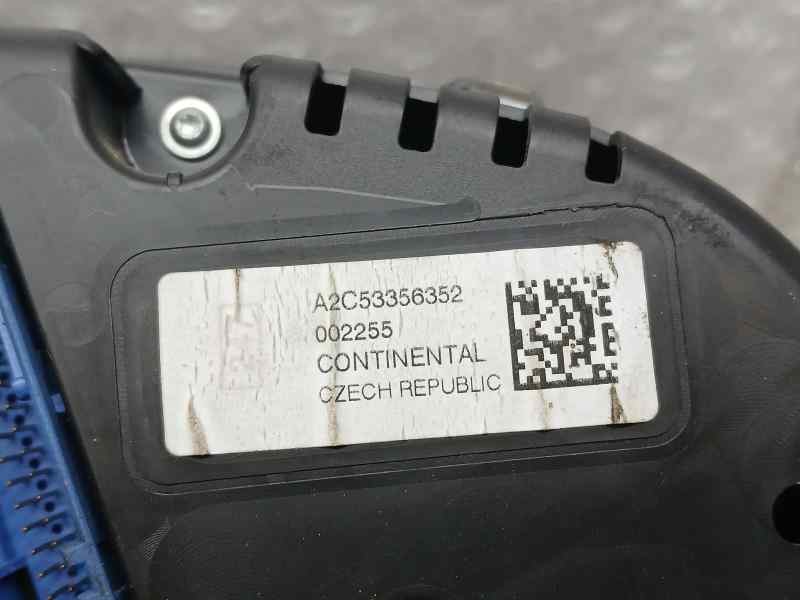 A2C53356352
002255
CONTINENTAL
CZECH REPUBLIC